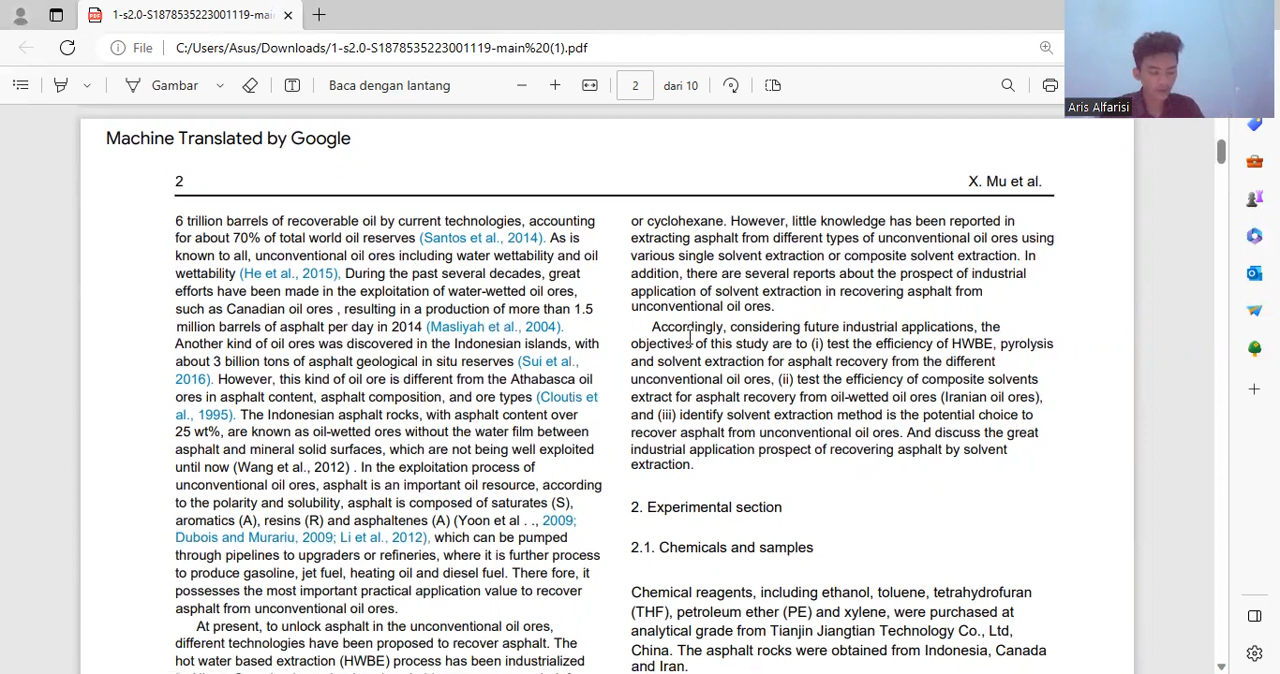 1-s2.0-S1878535223001119-mai
File
C:/Users/Asus/Downloads/1-s2.0-S1878535223001119-main%20(1).pdf
Gambar
Baca dengan lantang
2
dari 10
Aris Alfarisi
Machine Translated by Google
2
X. Mu et al.
6 trillion barrels of recoverable oil by current technologies, accounting
for about 70% of total world oil reserves (Santos et al., 2014). As is
known to all, unconventional oil ores including water wettability and oil
wettability (He et al., 2015), During the past several decades, great
efforts have been made in the exploitation of water-wetted oil ores,
such as Canadian oil ores , resulting in a production of more than 1.5
million barrels of asphalt per day in 2014 (Masliyah et al., 2004).
Another kind of oil ores was discovered in the Indonesian islands, with
about 3 billion tons of asphalt geological in situ reserves (Sui et al.,
2016). However, this kind of oil ore is different from the Athabasca oil
ores in asphalt content, asphalt composition, and ore types (Cloutis et
al., 1995). The Indonesian asphalt rocks, with asphalt content over
25 wt%, are known as oil-wetted ores without the water film between
asphalt and mineral solid surfaces, which are not being well exploited
until now (Wang et al., 2012) . In the exploitation process of
unconventional oil ores, asphalt is an important oil resource, according
to the polarity and solubility, asphalt is composed of saturates (S),
aromatics (A), resins (R) and asphaltenes (A) (Yoon et al . ., 2009;
Dubois and Murariu, 2009; Li et al., 2012), which can be pumped
through pipelines to upgraders or refineries, where it is further process
to produce gasoline, jet fuel, heating oil and diesel fuel. There fore, it
possesses the most important practical application value to recover
asphalt from unconventional oil ores.
At present, to unlock asphalt in the unconventional oil ores,
different technologies have been proposed to recover asphalt. The
hot water based extraction (HWBE) process has been industrialized
or cyclohexane. However, little knowledge has been reported in
extracting asphalt from different types of unconventional oil ores using
various single solvent extraction or composite solvent extraction. In
addition, there are several reports about the prospect of industrial
application of solvent extraction in recovering asphalt from
unconventional oil ores.
Accordingly, considering future industrial applications, the
objectives of this study are to (i) test the efficiency of HWBE, pyrolysis
and solvent extraction for asphalt recovery from the different
unconventional oil ores, (ii) test the efficiency of composite solvents
extract for asphalt recovery from oil-wetted oil ores (Iranian oil ores),
and (iii) identify solvent extraction method is the potential choice to
recover asphalt from unconventional oil ores. And discuss the great
industrial application prospect of recovering asphalt by solvent
extraction.
2. Experimental section
2.1. Chemicals and samples
Chemical reagents, including ethanol, toluene, tetrahydrofuran
(THF), petroleum ether (PE) and xylene, were purchased at
analytical grade from Tianjin Jiangtian Technology Co., Ltd,
China. The asphalt rocks were obtained from Indonesia, Canada
and Iran.